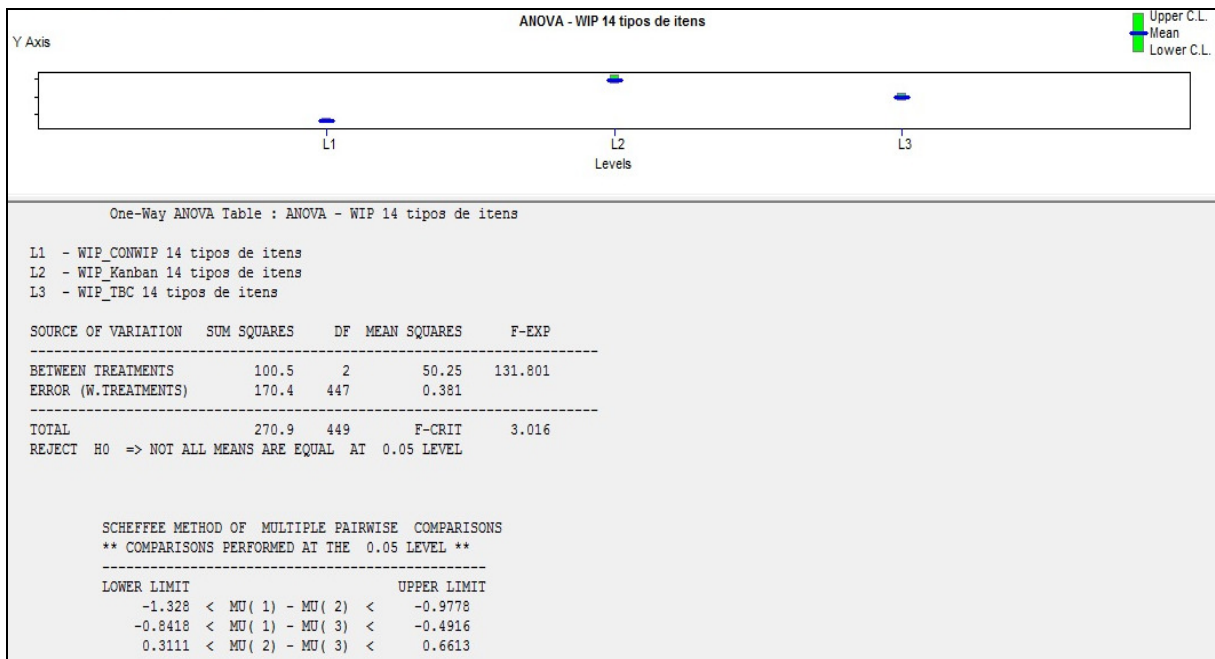 ANOVA - WIP 14 tipos de itens
Upper C.L.
Mean
Lower C.L.
Y Axis
L1 L2 L3
Levels
One-Way ANOVA Table : ANOVA - WIP 14 tipos de itens
L1 - WIP_CONWIP 14 tipos de itens
L2 - WIP_Kanban 14 tipos de itens
L3 - WIP_TBC 14 tipos de itens
SOURCE OF VARIATION SUM SQUARES DF MEAN SQUARES F-EXP
BETWEEN TREATMENTS 100.5 2 50.25 131.801
ERROR (W.TREATMENTS) 170.4 447 0.381
TOTAL 270.9 449 F-CRIT 3.016
REJECT H0 => NOT ALL MEANS ARE EQUAL AT 0.05 LEVEL
SCHEFFEE METHOD OF MULTIPLE PAIRWISE COMPARISONS
** COMPARISONS PERFORMED AT THE 0.05 LEVEL **
LOWER LIMIT UPPER LIMIT
-1.328 < MU( 1) - MU( 2) < -0.9778
-0.8418 < MU( 1) - MU( 3) < -0.4916
0.3111 < MU( 2) - MU( 3) < 0.6613